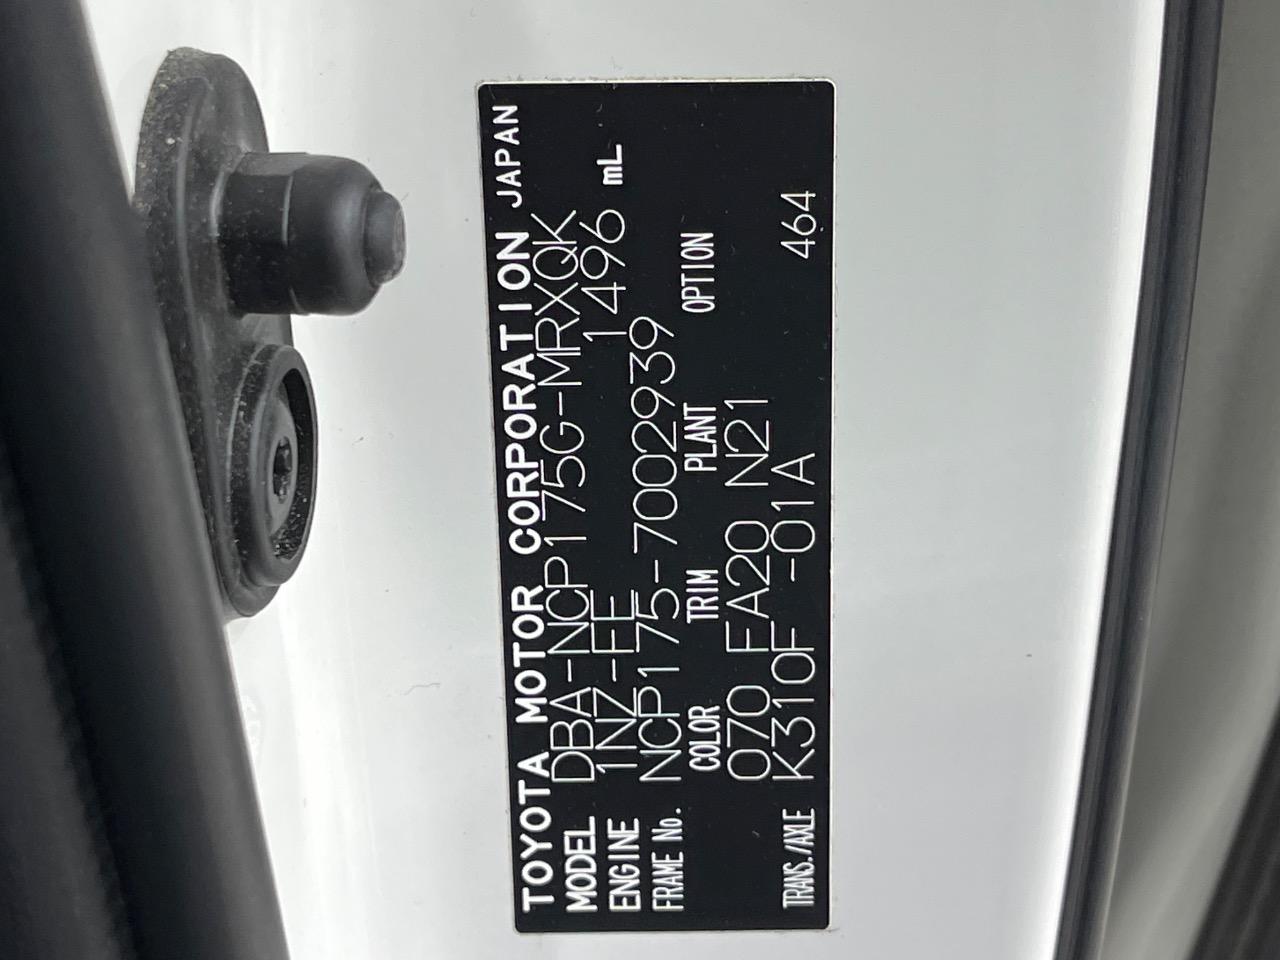 TOYOTA MOTOR CORPORATION JAPAN
MODEL DBA-NCP175G-MRXQK
ENGINE 1NZ-FE 1496 mL
FRAME No. NCP175-7002939
COLOR TRIM PLANT OPTION
070 FA20 N21
TRANS./AXLE K310F -01A 464